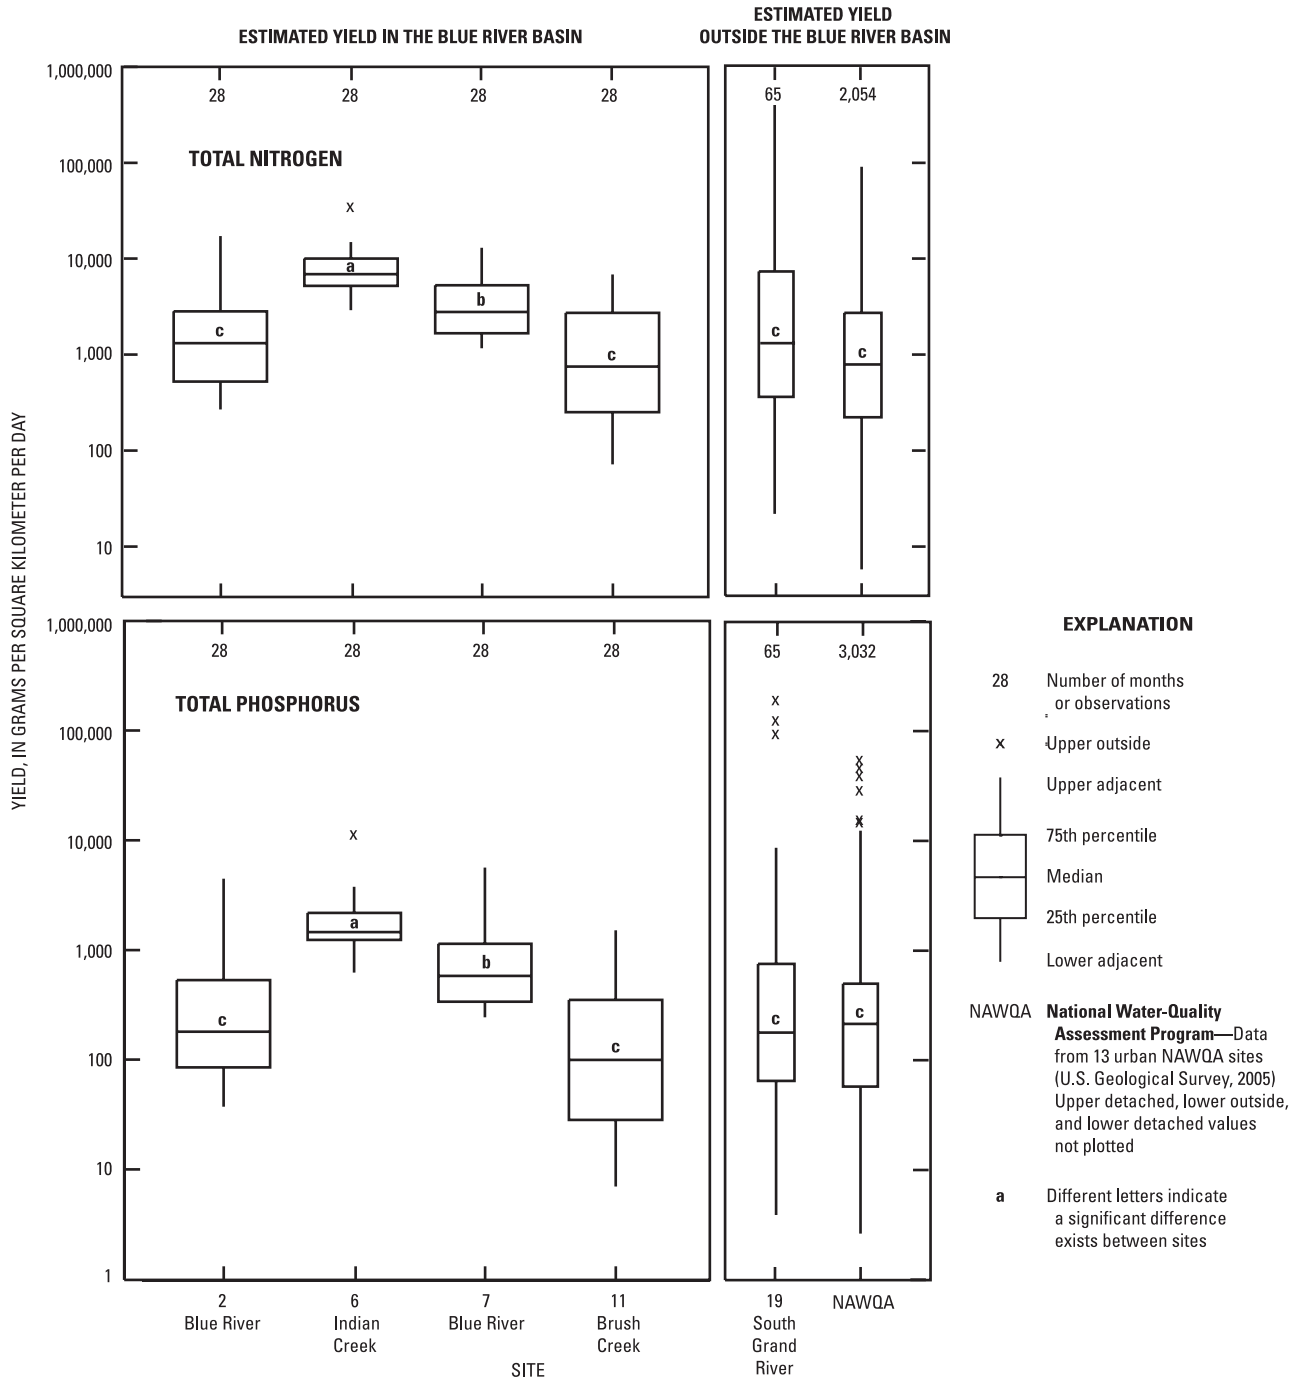 ESTIMATED YIELD IN THE BLUE RIVER BASIN
ESTIMATED YIELD
OUTSIDE THE BLUE RIVER BASIN
YIELD, IN GRAMS PER SQUARE KILOMETER PER DAY
1,000,000
100,000
10,000
1,000
100
10
28
28
28
28
TOTAL NITROGEN
x
c
a
b
c
65
2,054
c
c
1,000,000
100,000
10,000
1,000
100
10
1
28
28
28
28
TOTAL PHOSPHORUS
x
c
a
b
c
65
3,032
x
x
x
x
x
x
x
x
x
c
c
2
Blue River
6
Indian
Creek
7
Blue River
11
Brush
Creek
19
South
Grand
River
NAWQA
SITE
EXPLANATION
28 Number of months
or observations
x Upper outside
Upper adjacent
75th percentile
Median
25th percentile
Lower adjacent
NAWQA National Water-Quality
Assessment Program—Data
from 13 urban NAWQA sites
(U.S. Geological Survey, 2005)
Upper detached, lower outside,
and lower detached values
not plotted
a Different letters indicate
a significant difference
exists between sites